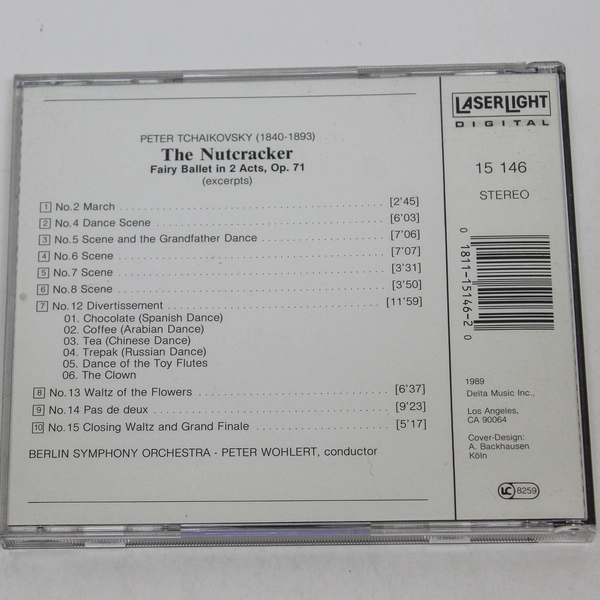 PETER TCHAIKOVSKY (1840-1893)
The Nutcracker
Fairy Ballet in 2 Acts, Op. 71
(excerpts)
1 No.2 March [2'45]
2 No.4 Dance Scene [6'03]
3 No.5 Scene and the Grandfather Dance [7'06]
4 No.6 Scene [7'07]
5 No.7 Scene [3'31]
6 No.8 Scene [3'50]
7 No.12 Divertissement [11'59]
01. Chocolate (Spanish Dance)
02. Coffee (Arabian Dance)
03. Tea (Chinese Dance)
04. Trepak (Russian Dance)
05. Dance of the Toy Flutes
06. The Clown
8 No.13 Waltz of the Flowers [6'37]
9 No.14 Pas de deux [9'23]
10 No.15 Closing Waltz and Grand Finale [5'17]
BERLIN SYMPHONY ORCHESTRA - PETER WOHLERT, conductor
LASERLIGHT
DIGITAL
15 146
STEREO
0 1811-15146-2 0
1989
Delta Music Inc.,
Los Angeles,
CA 90064
Cover-Design:
A. Backhausen
Köln
LC 8259